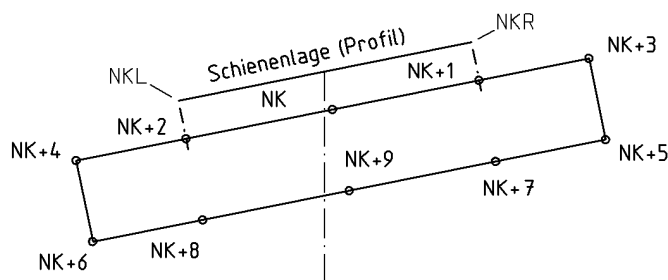 NKR
NK+3
Schienenlage (Profil)
NKL
NK+1
NK
NK+2
NK+4
NK+5
NK+9
NK+7
NK+8
NK+6